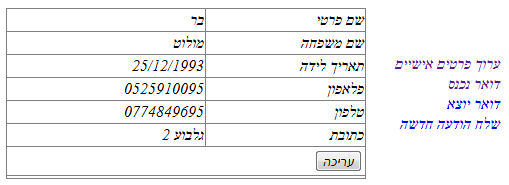 שם פרטי בר
שם משפחה מולוט
תאריך לידה 25/12/1993
פלאפון 0525910095
טלפון 0774849695
כתובת גלבוע 2
עריכה
ערוך פרטים אישיים
דואר נכנס
דואר יוצא
שלח הודעה חדשה